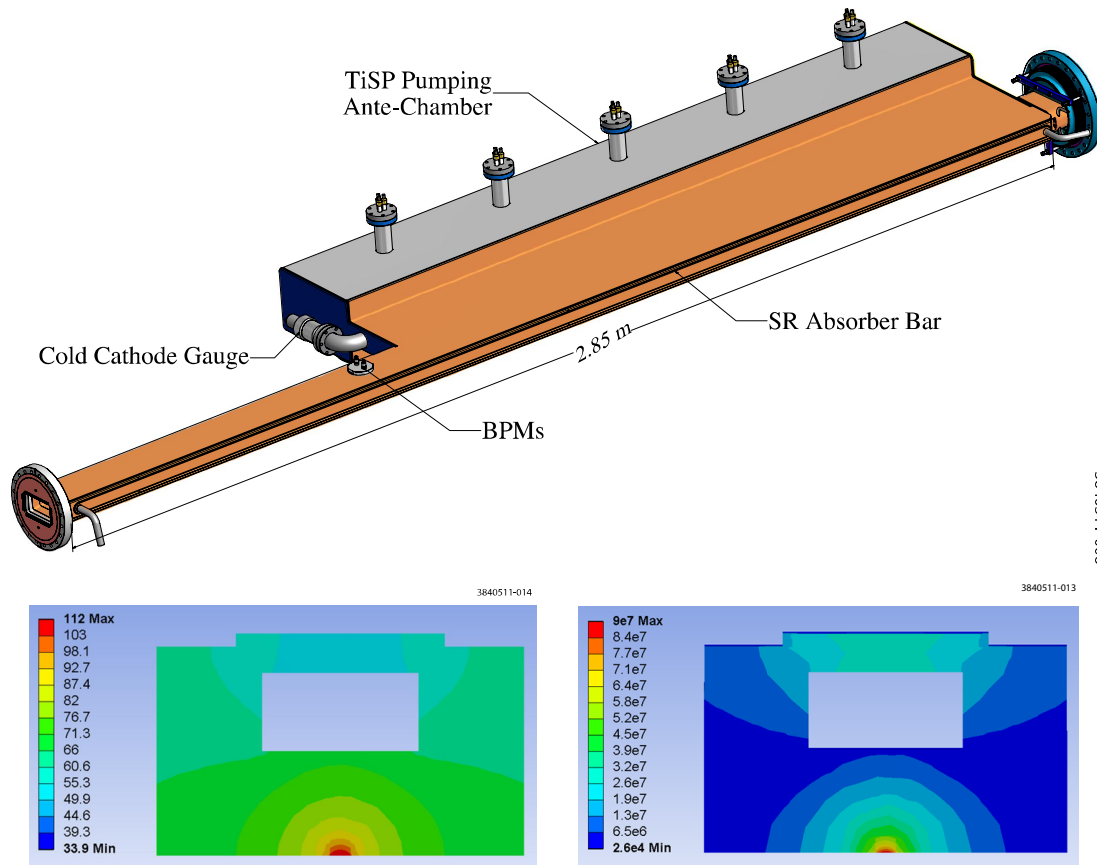 TiSP Pumping
Ante-Chamber
SR Absorber Bar
2.85 m
Cold Cathode Gauge
BPMs
3840511-014
3840511-013
112 Max
103
98.1
92.7
87.4
82
76.7
71.3
66
60.6
55.3
49.9
44.6
39.3
33.9 Min
9e7 Max
8.4e7
7.7e7
7.1e7
6.4e7
5.8e7
5.2e7
4.5e7
3.9e7
3.2e7
2.6e7
1.9e7
1.3e7
6.5e6
2.6e4 Min